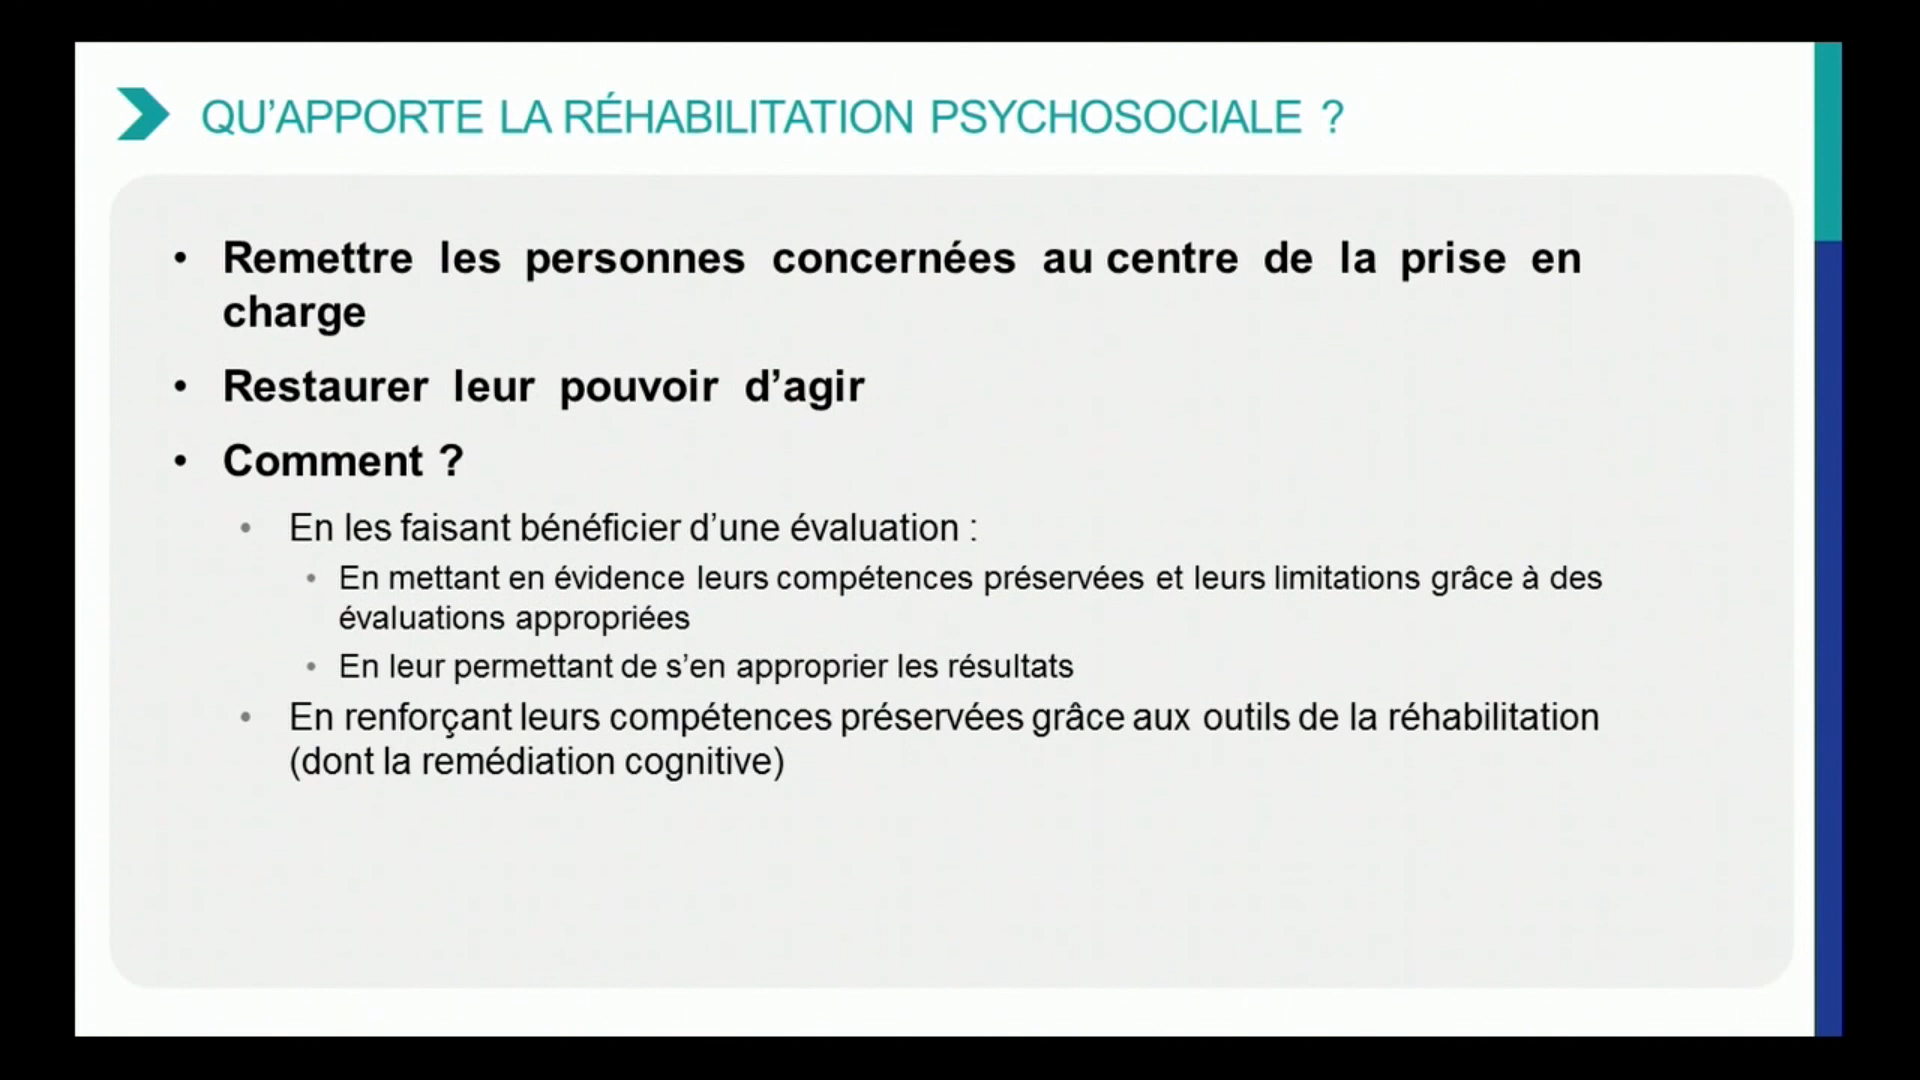 QU’APPORTE LA RÉHABILITATION PSYCHOSOCIALE ?
• Remettre les personnes concernées au centre de la prise en
charge
• Restaurer leur pouvoir d’agir
• Comment ?
• En les faisant bénéficier d’une évaluation :
• En mettant en évidence leurs compétences préservées et leurs limitations grâce à des
évaluations appropriées
• En leur permettant de s’en approprier les résultats
• En renforçant leurs compétences préservées grâce aux outils de la réhabilitation
(dont la remédiation cognitive)